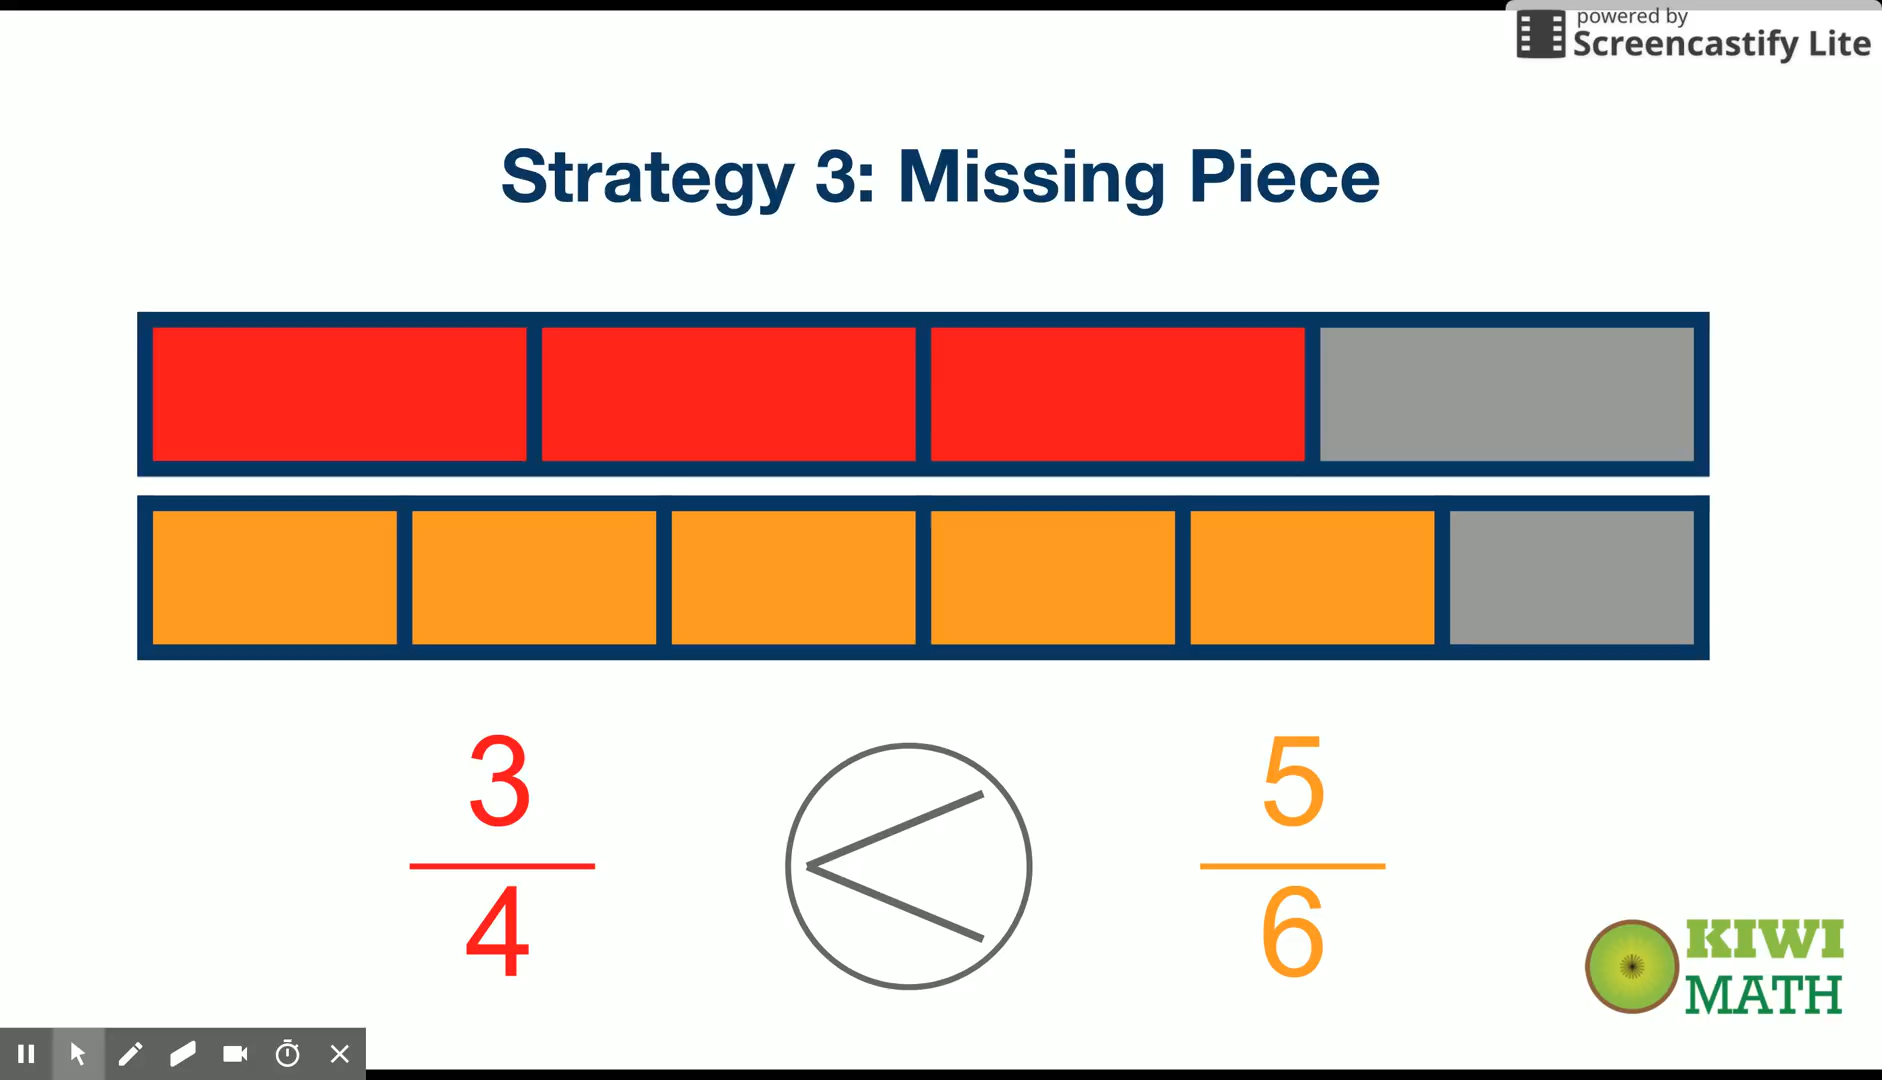 powered by
Screencastify Lite
Strategy 3: Missing Piece
3
4
<
5
6
KIWI
MATH